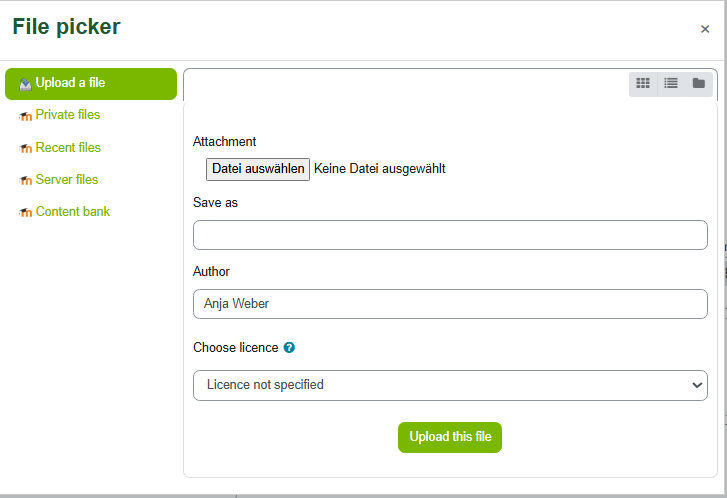 File picker
×
Upload a file
Private files
Recent files
Server files
Content bank
Attachment
Datei auswählen Keine Datei ausgewählt
Save as
Author
Anja Weber
Choose licence
Licence not specified
Upload this file